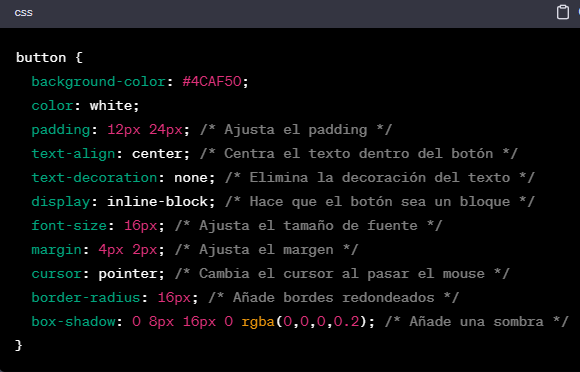 css
button {
background-color: #4CAF50;
color: white;
padding: 12px 24px; /* Ajusta el padding */
text-align: center; /* Centra el texto dentro del botón */
text-decoration: none; /* Elimina la decoración del texto */
display: inline-block; /* Hace que el botón sea un bloque */
font-size: 16px; /* Ajusta el tamaño de fuente */
margin: 4px 2px; /* Ajusta el margen */
cursor: pointer; /* Cambia el cursor al pasar el mouse */
border-radius: 16px; /* Añade bordes redondeados */
box-shadow: 0 8px 16px 0 rgba(0,0,0,0.2); /* Añade una sombra */
}